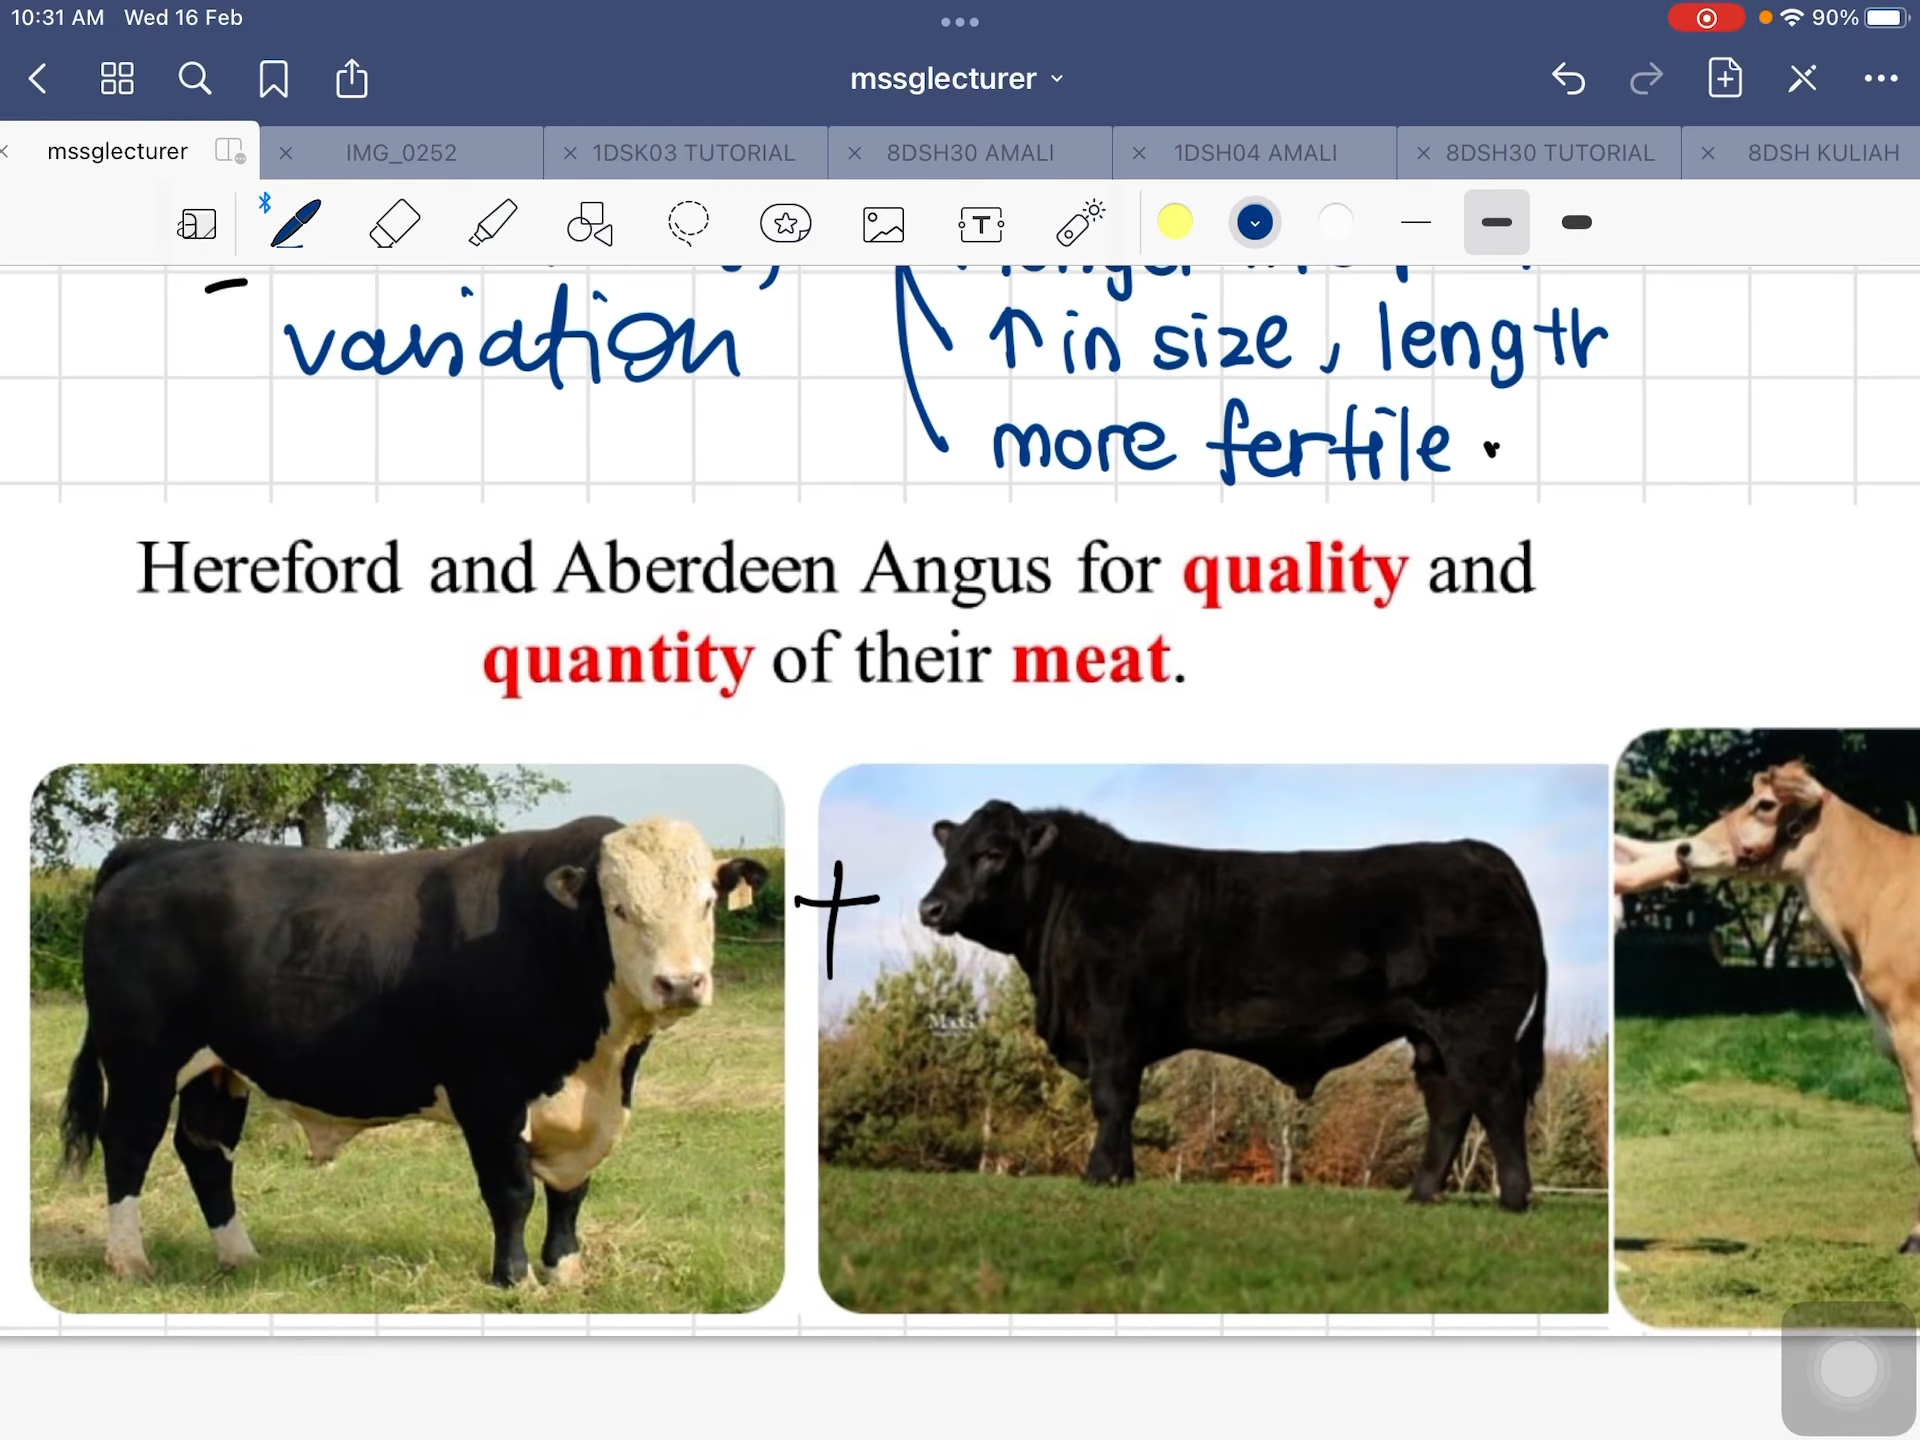 10:31 AM Wed 16 Feb
90%
mssglecturer
mssglecturer
IMG_0252
1DSK03 TUTORIAL
8DSH30 AMALI
1DSH04 AMALI
8DSH30 TUTORIAL
8DSH KULIAH
T
variation
↑ in size, length
more fertile
Hereford and Aberdeen Angus for quality and
quantity of their meat.
+